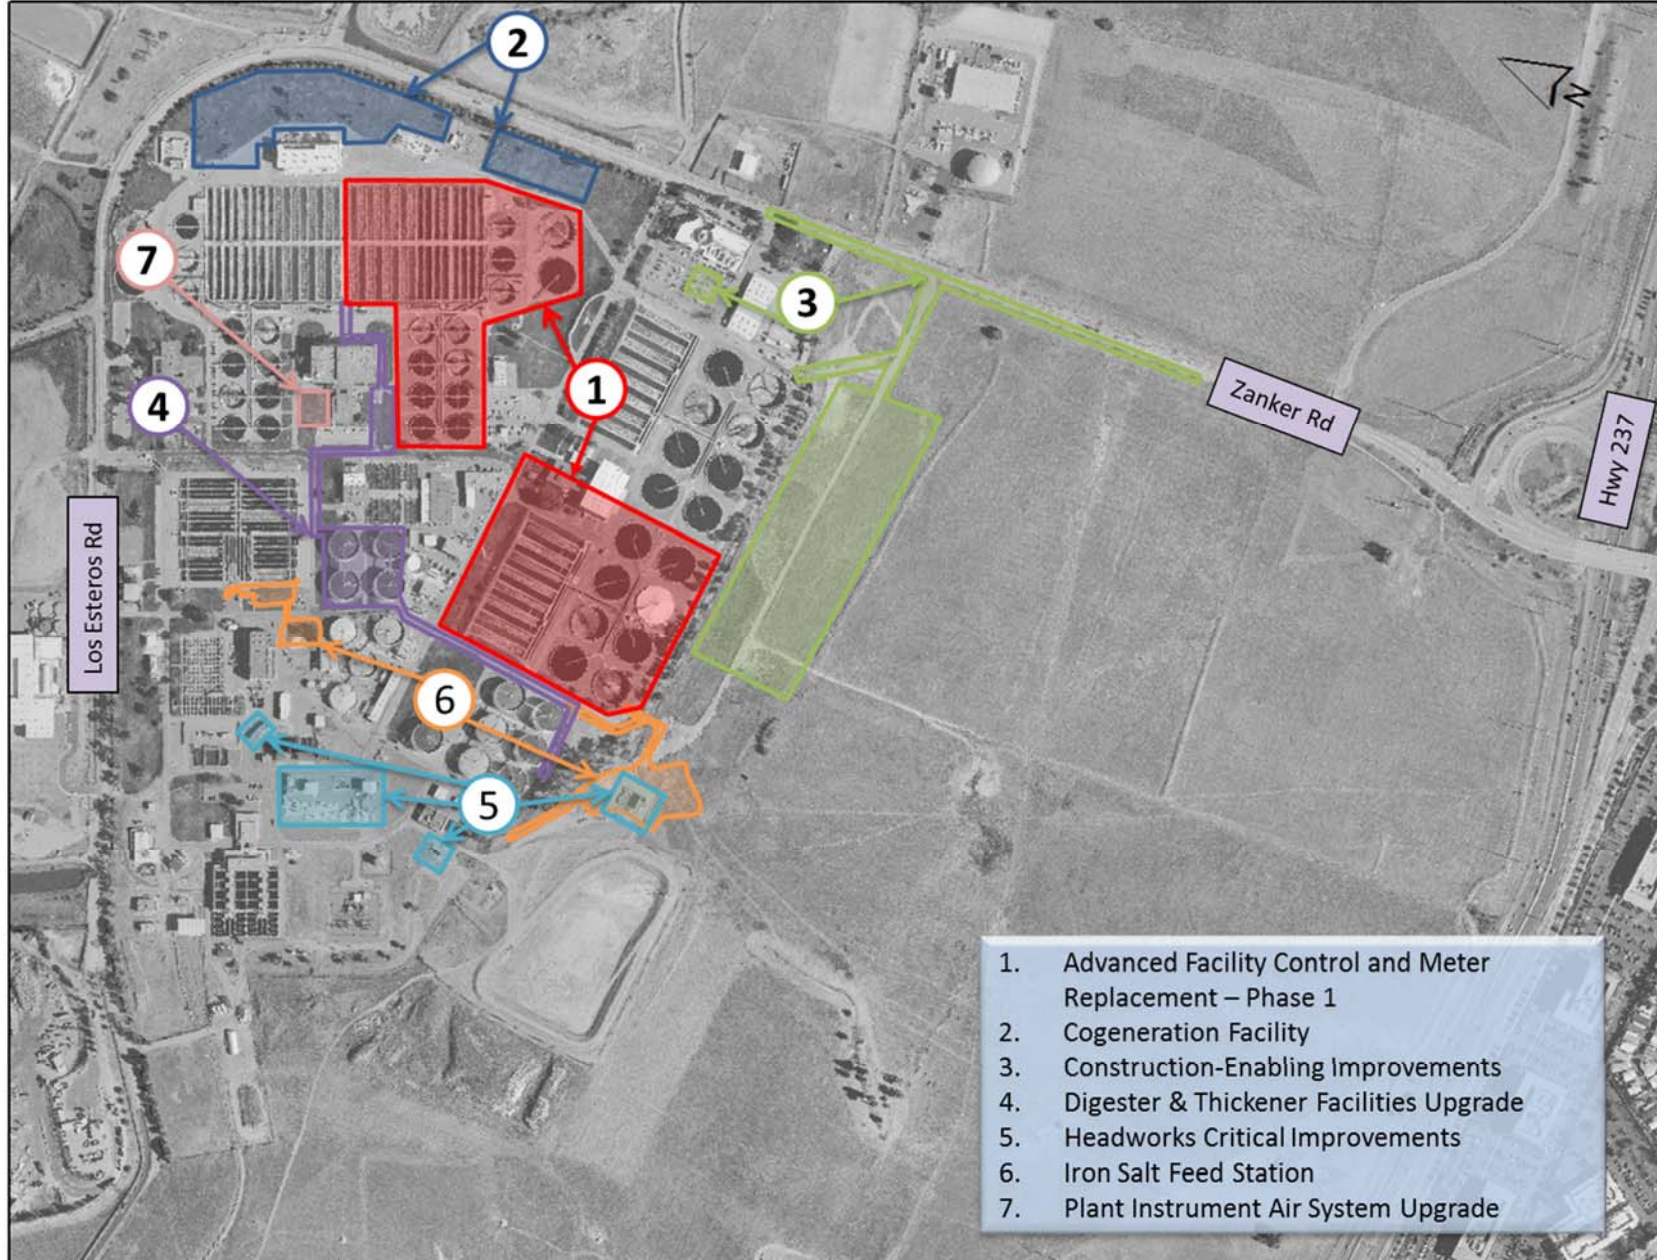 2
N
7
3
1
4
Zanker Rd
Hwy 237
Los Esteros Rd
6
5
1. Advanced Facility Control and Meter
Replacement – Phase 1
2. Cogeneration Facility
3. Construction-Enabling Improvements
4. Digester & Thickener Facilities Upgrade
5. Headworks Critical Improvements
6. Iron Salt Feed Station
7. Plant Instrument Air System Upgrade